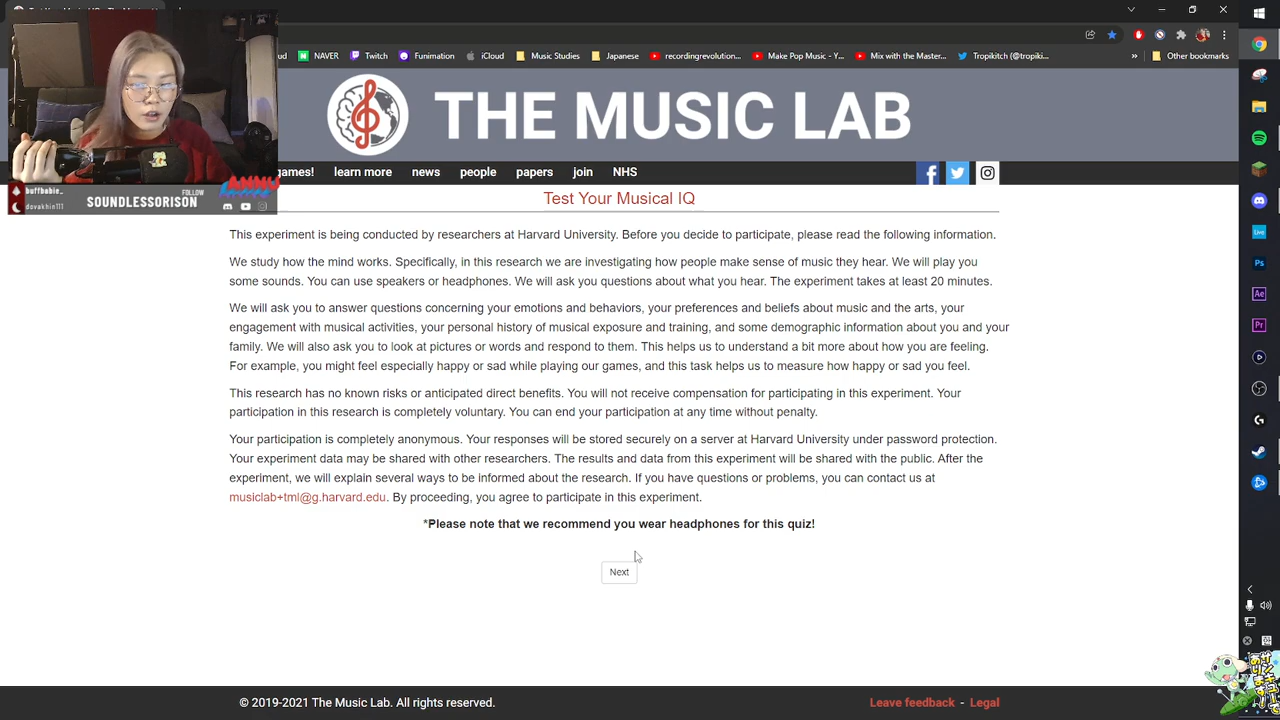 NAVER Twitch Funimation iCloud Music Studies Japanese recordingrevolution... Make Pop Music - Y... Mix with the Master... Tropikitch (@tropiki... » Other bookmarks
THE MUSIC LAB
games! learn more news people papers join NHS
buffbabie_
dovakhin111
SOUNDLESSORISON
FOLLOW
ANNU
Test Your Musical IQ
This experiment is being conducted by researchers at Harvard University. Before you decide to participate, please read the following information.
We study how the mind works. Specifically, in this research we are investigating how people make sense of music they hear. We will play you
some sounds. You can use speakers or headphones. We will ask you questions about what you hear. The experiment takes at least 20 minutes.
We will ask you to answer questions concerning your emotions and behaviors, your preferences and beliefs about music and the arts, your
engagement with musical activities, your personal history of musical exposure and training, and some demographic information about you and your
family. We will also ask you to look at pictures or words and respond to them. This helps us to understand a bit more about how you are feeling.
For example, you might feel especially happy or sad while playing our games, and this task helps us to measure how happy or sad you feel.
This research has no known risks or anticipated direct benefits. You will not receive compensation for participating in this experiment. Your
participation in this research is completely voluntary. You can end your participation at any time without penalty.
Your participation is completely anonymous. Your responses will be stored securely on a server at Harvard University under password protection.
Your experiment data may be shared with other researchers. The results and data from this experiment will be shared with the public. After the
experiment, we will explain several ways to be informed about the research. If you have questions or problems, you can contact us at
musiclab+tml@g.harvard.edu. By proceeding, you agree to participate in this experiment.
*Please note that we recommend you wear headphones for this quiz!
Next
© 2019-2021 The Music Lab. All rights reserved.
Leave feedback - Legal
Live
Ps
Ae
Pr